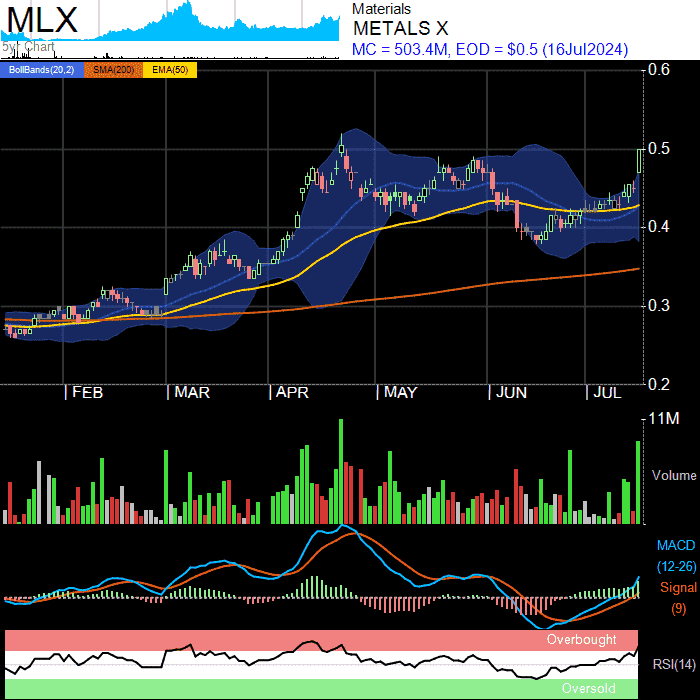 MLX
5yr Chart
Materials
METALS X
MC = 503.4M, EOD = $0.5 (16Jul2024)
BollBands(20,2) SMA(200) EMA(50)
0.6
0.5
0.4
0.3
0.2
| FEB | MAR | APR | MAY | JUN | JUL
11M
Volume
MACD
(12-26)
Signal
(9)
Overbought
RSI(14)
Oversold